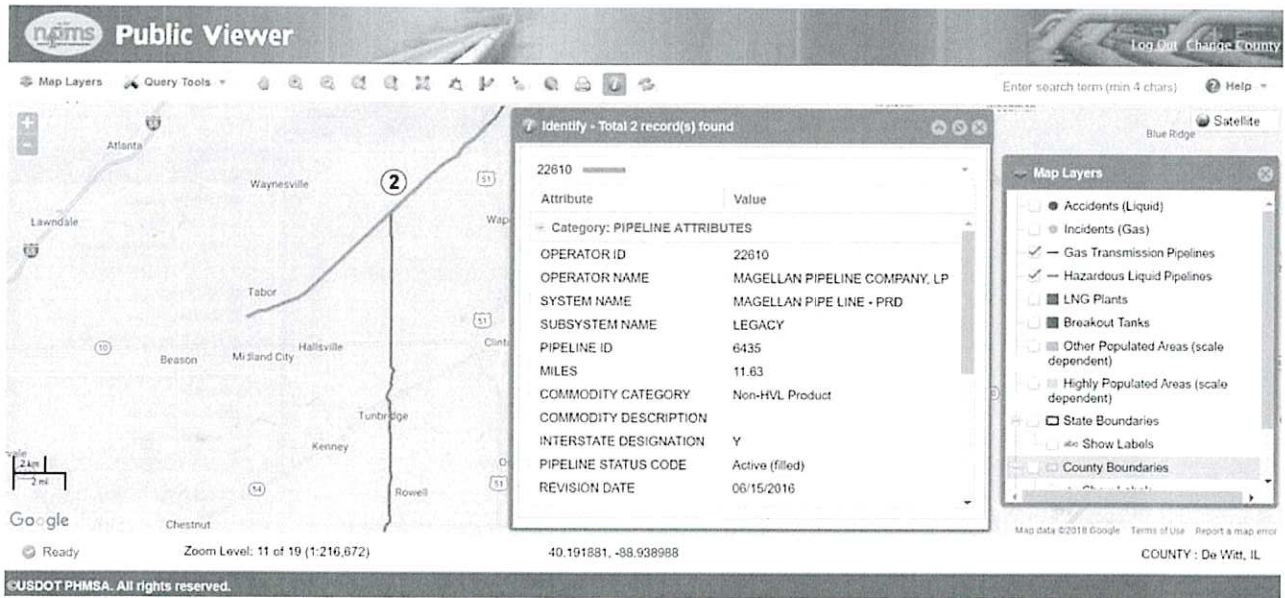 npms Public Viewer
Log Out Change County
Map Layers Query Tools
Enter search term (min 4 chars) Help
Satellite
Blue Ridge
Atlanta
Waynesville
2
51
Wap
Lawndale
Tabor
51
Clint
10
Beason
Midland City
Hallsville
Tunbridge
Kenney
54
Rowell
51
Chestnut
2 km
2 mi
Google
Identify - Total 2 record(s) found
22610
Attribute Value
Category: PIPELINE ATTRIBUTES
OPERATOR ID 22610
OPERATOR NAME MAGELLAN PIPELINE COMPANY, LP
SYSTEM NAME MAGELLAN PIPE LINE - PRD
SUBSYSTEM NAME LEGACY
PIPELINE ID 6435
MILES 11.63
COMMODITY CATEGORY Non-HVL Product
COMMODITY DESCRIPTION
INTERSTATE DESIGNATION Y
PIPELINE STATUS CODE Active (filled)
REVISION DATE 06/15/2016
Map Layers
Accidents (Liquid)
Incidents (Gas)
Gas Transmission Pipelines
Hazardous Liquid Pipelines
LNG Plants
Breakout Tanks
Other Populated Areas (scale
dependent)
Highly Populated Areas (scale
dependent)
State Boundaries
abc Show Labels
County Boundaries
Map data ©2018 Google Terms of Use Report a map error
Ready Zoom Level: 11 of 19 (1:216,672) 40.191881, -88.938988 COUNTY : De Witt, IL
©USDOT PHMSA. All rights reserved.